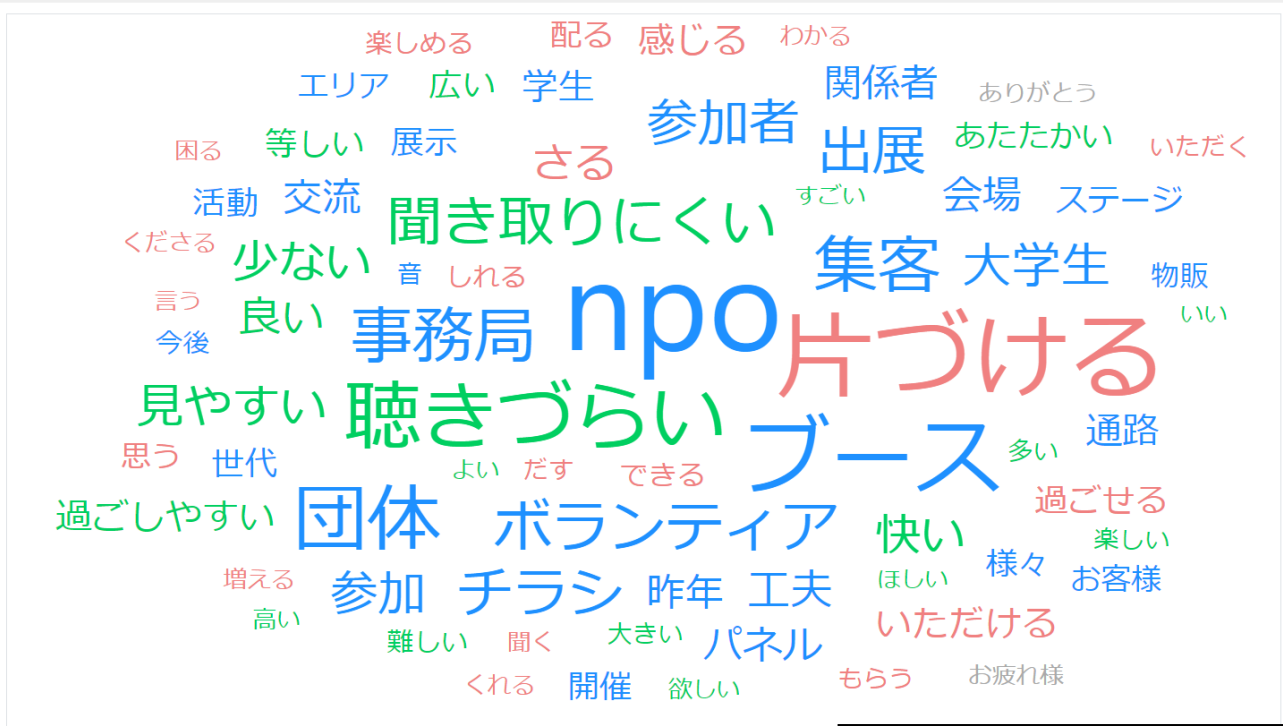 楽しめる
配る
感じる
わかる
エリア
広い
学生
参加者
関係者
ありがとう
困る
等しい
展示
さる
出展
あたたかい
いただく
活動
交流
聞き取りにくい
すごい
会場
ステージ
くださる
少ない
音
しれる
集客
大学生
物販
言う
良い
事務局
npo
片づける
いい
今後
見やすい
聴きづらい
ブース
通路
思う
世代
よい
だす
できる
多い
過ごしやすい
団体
ボランティア
快い
過ごせる
楽しい
増える
参加
チラシ
昨年
工夫
ほしい
様々
お客様
高い
難しい
聞く
大きい
パネル
いただける
くれる
開催
欲しい
もらう
お疲れ様